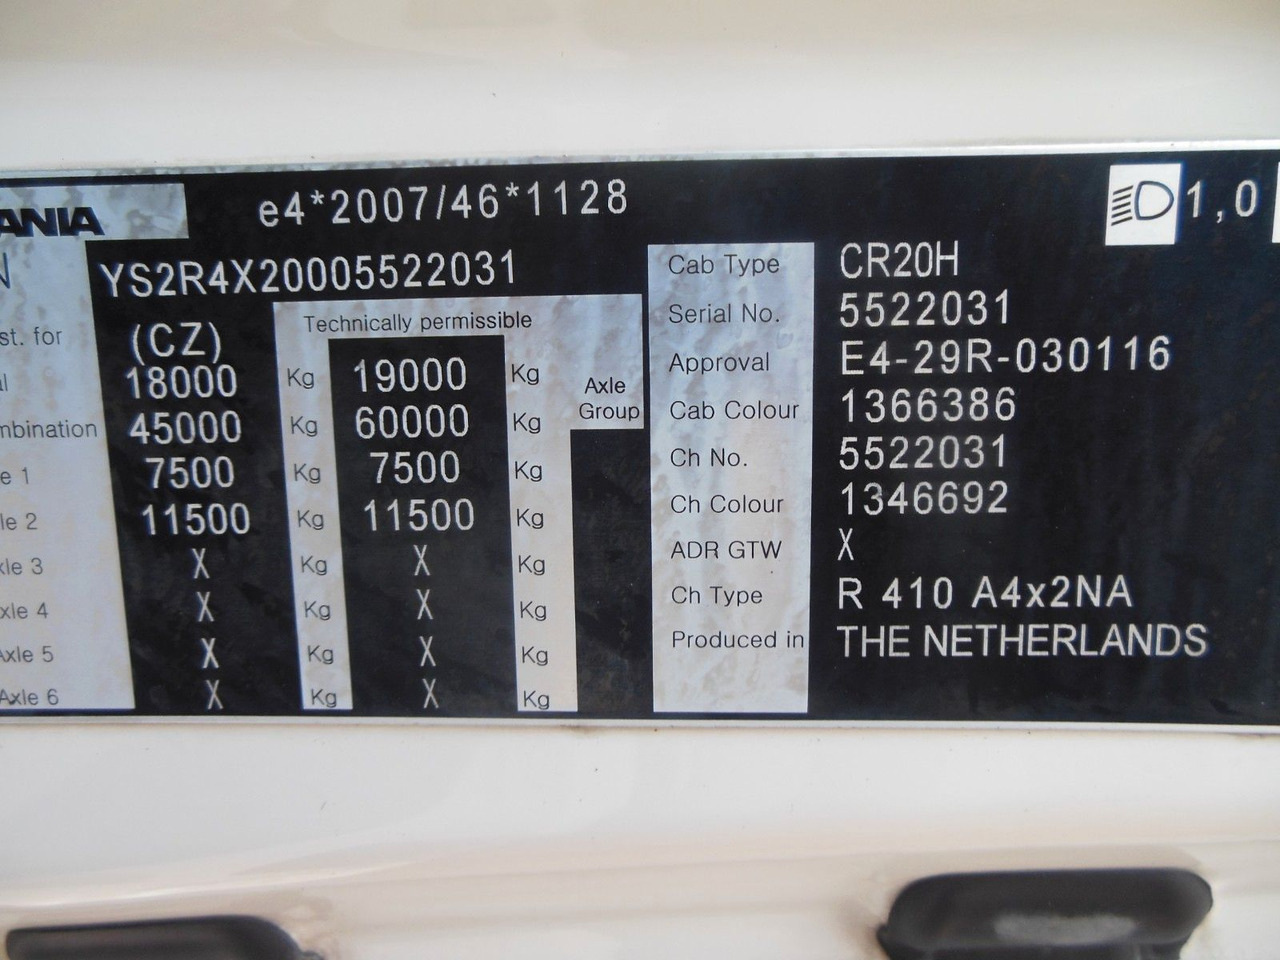 ANIA e4*2007/46*1128 1,0
N YS2R4X20005522031
st. for (CZ) Technically permissible
al 18000 Kg 19000 Kg Axle Group
mbination 45000 Kg 60000 Kg
e 1 7500 Kg 7500 Kg
le 2 11500 Kg 11500 Kg
xle 3 X Kg X Kg
xle 4 X Kg X Kg
Axle 5 X Kg X Kg
Axle 6 X Kg X Kg
Cab Type CR20H
Serial No. 5522031
Approval E4-29R-030116
Cab Colour 1366386
Ch No. 5522031
Ch Colour 1346692
ADR GTW X
Ch Type R 410 A4x2NA
Produced in THE NETHERLANDS